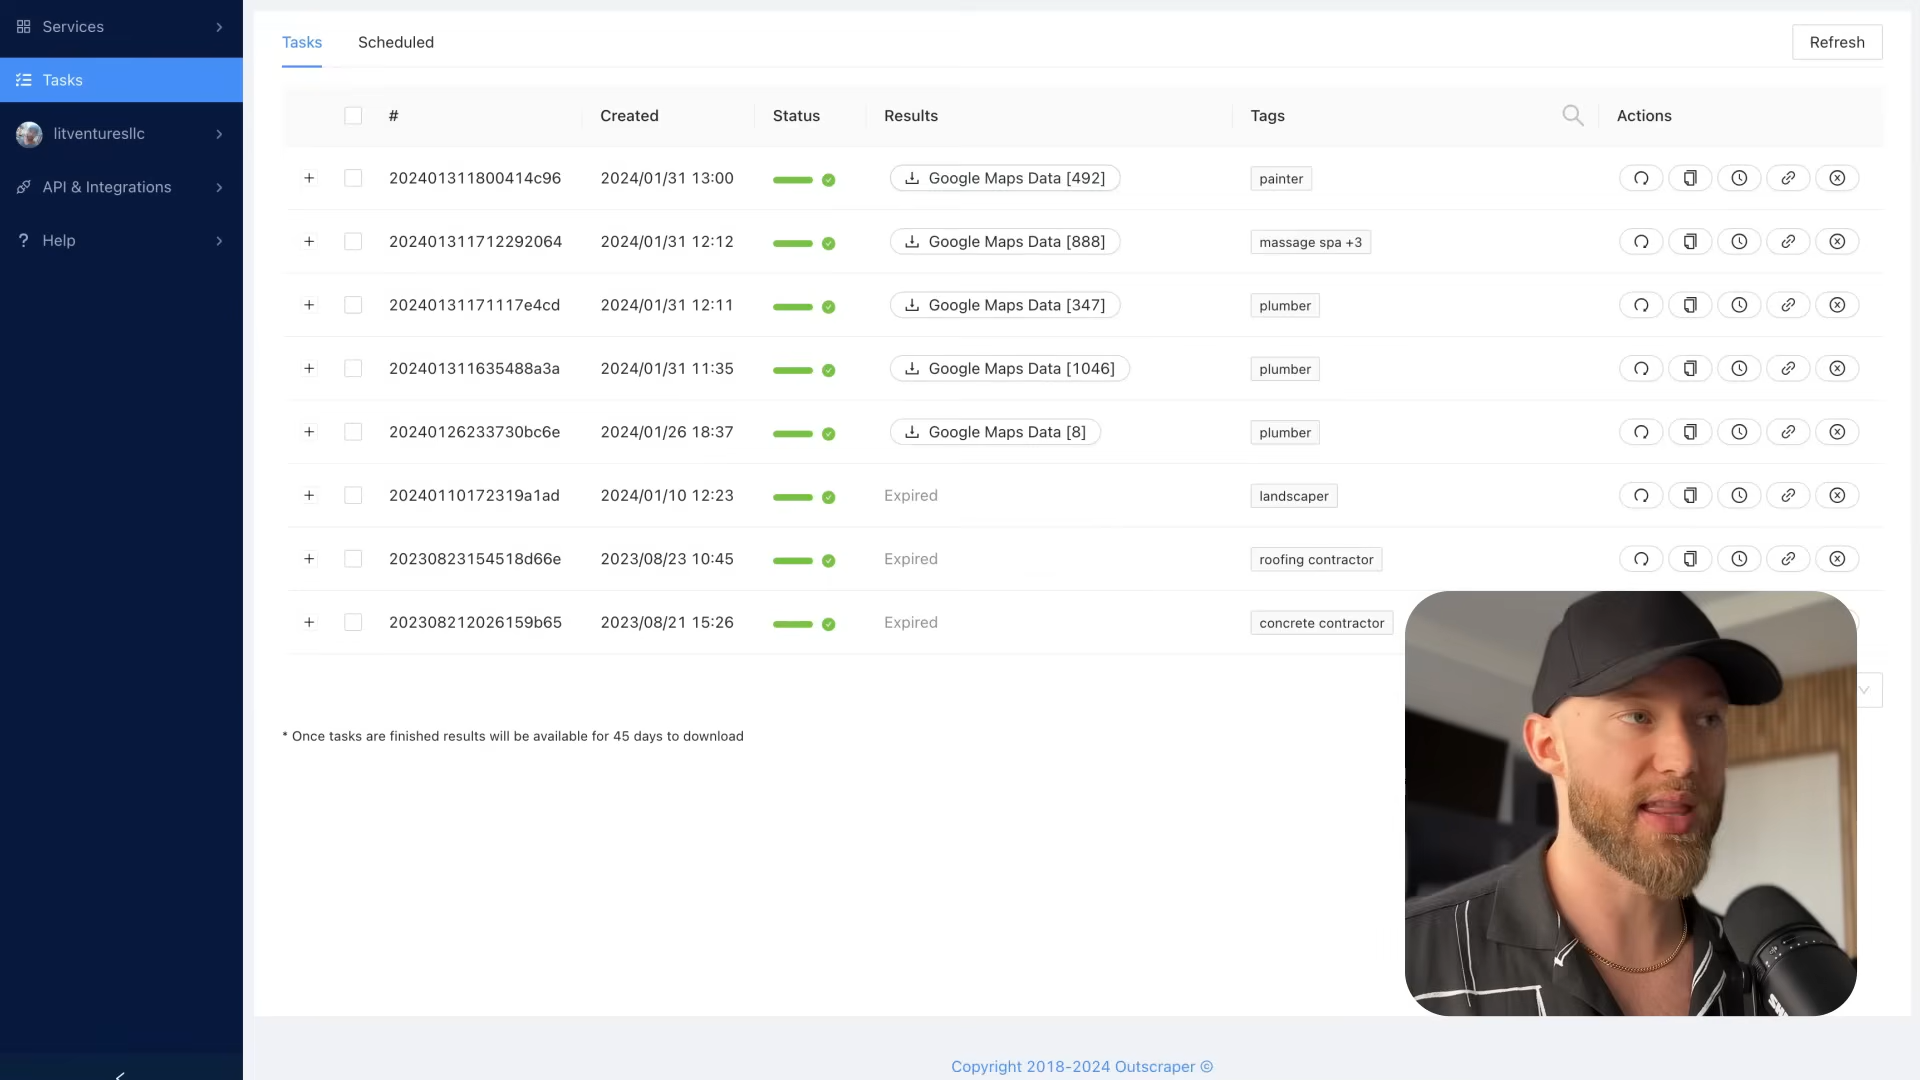 Services
Tasks
litventuresllc
API & Integrations
? Help
Tasks Scheduled Refresh
# Created Status Results Tags Actions
202401311800414c96 2024/01/31 13:00 Google Maps Data [492] painter
202401311712292064 2024/01/31 12:12 Google Maps Data [888] massage spa +3
20240131171117e4cd 2024/01/31 12:11 Google Maps Data [347] plumber
202401311635488a3a 2024/01/31 11:35 Google Maps Data [1046] plumber
20240126233730bc6e 2024/01/26 18:37 Google Maps Data [8] plumber
20240110172319a1ad 2024/01/10 12:23 Expired landscaper
20230823154518d66e 2023/08/23 10:45 Expired roofing contractor
202308212026159b65 2023/08/21 15:26 Expired concrete contractor
* Once tasks are finished results will be available for 45 days to download
Copyright 2018-2024 Outscraper ©